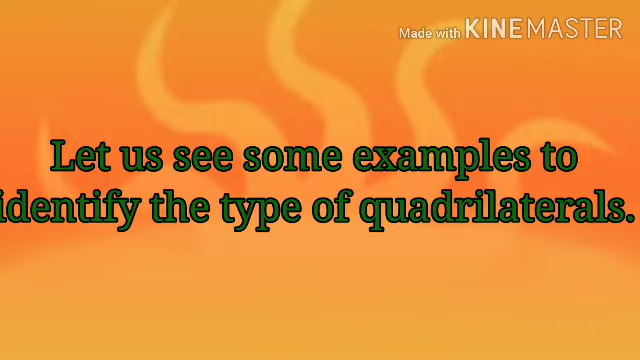 Made with KINEMASTER
Let us see some examples to
identify the type of quadrilaterals.